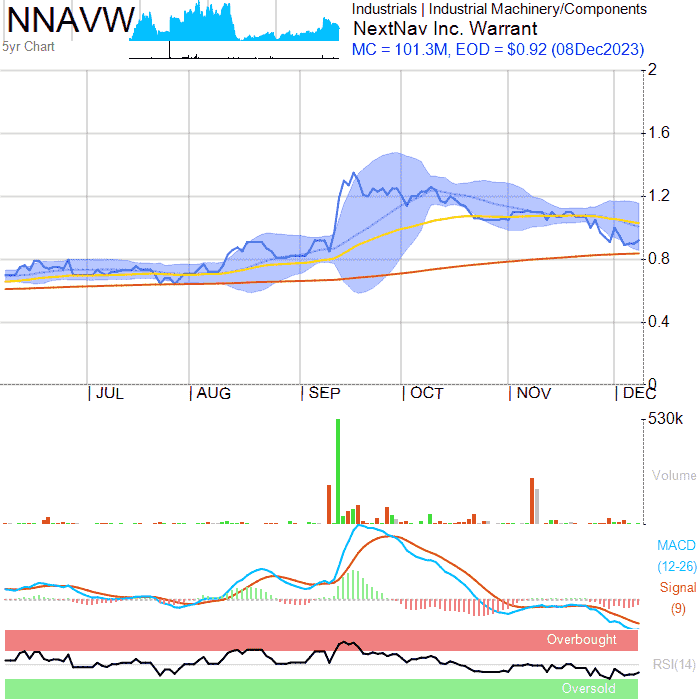 NNAVW
5yr Chart
Industrials | Industrial Machinery/Components
NextNav Inc. Warrant
MC = 101.3M, EOD = $0.92 (08Dec2023)
2
1.6
1.2
0.8
0.4
0
JUL AUG SEP OCT NOV DEC
530k
Volume
MACD
(12-26)
Signal
(9)
Overbought
RSI(14)
Oversold